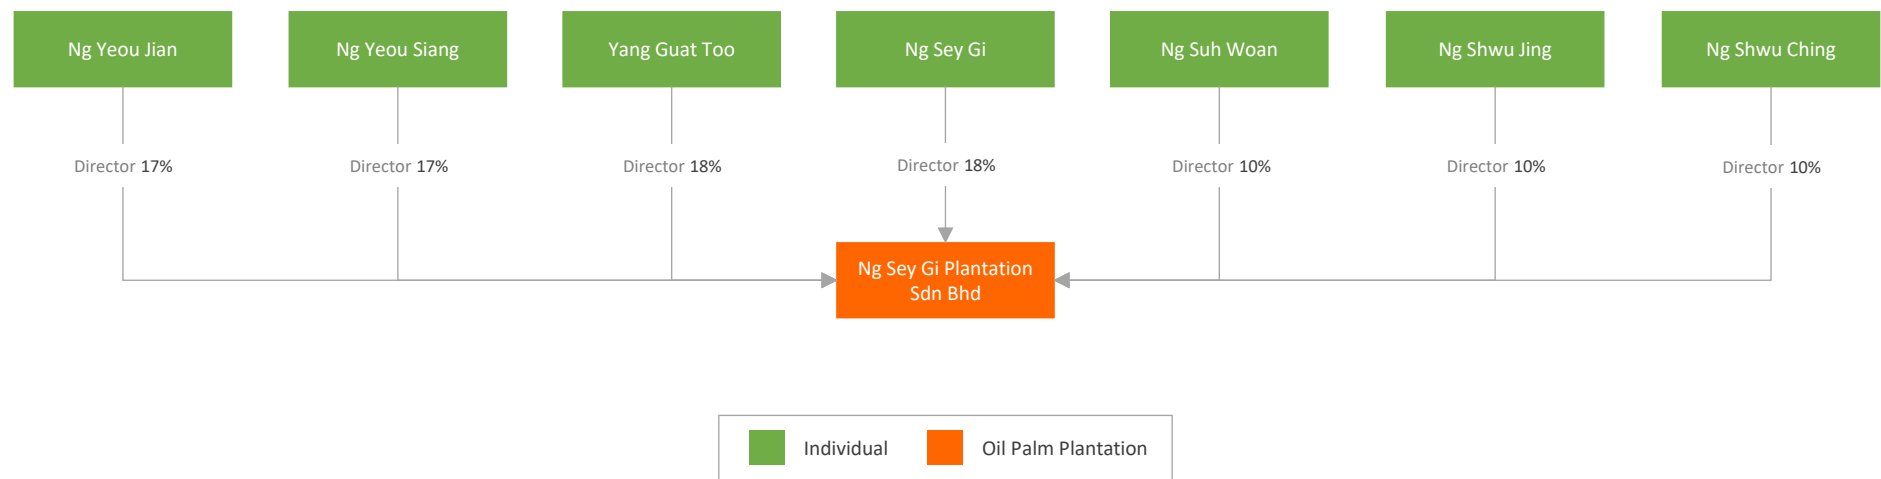 Ng Yeou Jian
Ng Yeou Siang
Yang Guat Too
Ng Sey Gi
Ng Suh Woan
Ng Shwu Jing
Ng Shwu Ching
Director 17%
Director 17%
Director 18%
Director 18%
Director 10%
Director 10%
Director 10%
Ng Sey Gi Plantation
Sdn Bhd
Individual
Oil Palm Plantation